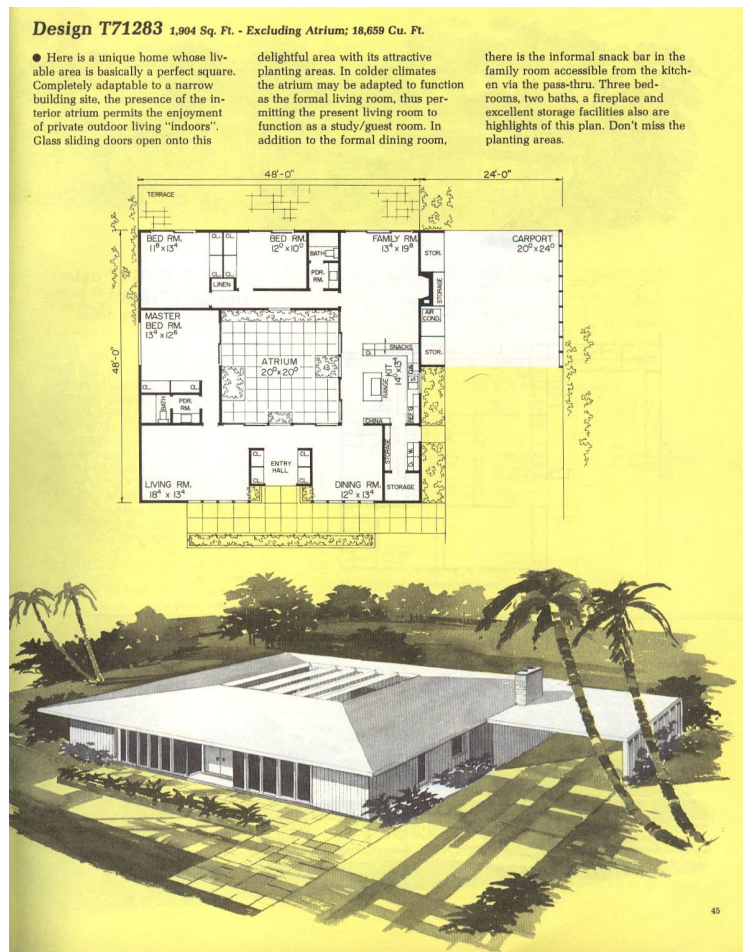 Design T71283 1,904 Sq. Ft. - Excluding Atrium; 18,659 Cu. Ft.
● Here is a unique home whose liv-
able area is basically a perfect square.
Completely adaptable to a narrow
building site, the presence of the in-
terior atrium permits the enjoyment
of private outdoor living "indoors".
Glass sliding doors open onto this
delightful area with its attractive
planting areas. In colder climates
the atrium may be adapted to function
as the formal living room, thus per-
mitting the present living room to
function as a study/guest room. In
addition to the formal dining room,
there is the informal snack bar in the
family room accessible from the kitch-
en via the pass-thru. Three bed-
rooms, two baths, a fireplace and
excellent storage facilities also are
highlights of this plan. Don't miss the
planting areas.
48'-0"
24'-0"
TERRACE
BED RM.
11⁸ x 13⁴
CL.
CL.
CL.
CL.
LINEN
BED RM.
12⁰ x 10⁰
BATH
PDR.
RM.
FAMILY RM.
13⁴ x 19⁸
STOR.
STORAGE
AIR
COND.
STOR.
CARPORT
20⁰ x 24⁰
48'-0"
MASTER
BED RM.
13⁴ x 12⁶
CL.
CL.
BATH
PDR.
RM.
ATRIUM
20⁰ x 20⁰
SNACKS
D.
KIT.
14⁰ x 13⁴
RANGE
S.
D.W.
REF'G.
CHINA
STORAGE
D.
W.
STORAGE
LIVING RM.
18⁴ x 13⁴
CL.
CL.
ENTRY
HALL
CL.
CL.
DINING RM.
12⁰ x 13⁴
45